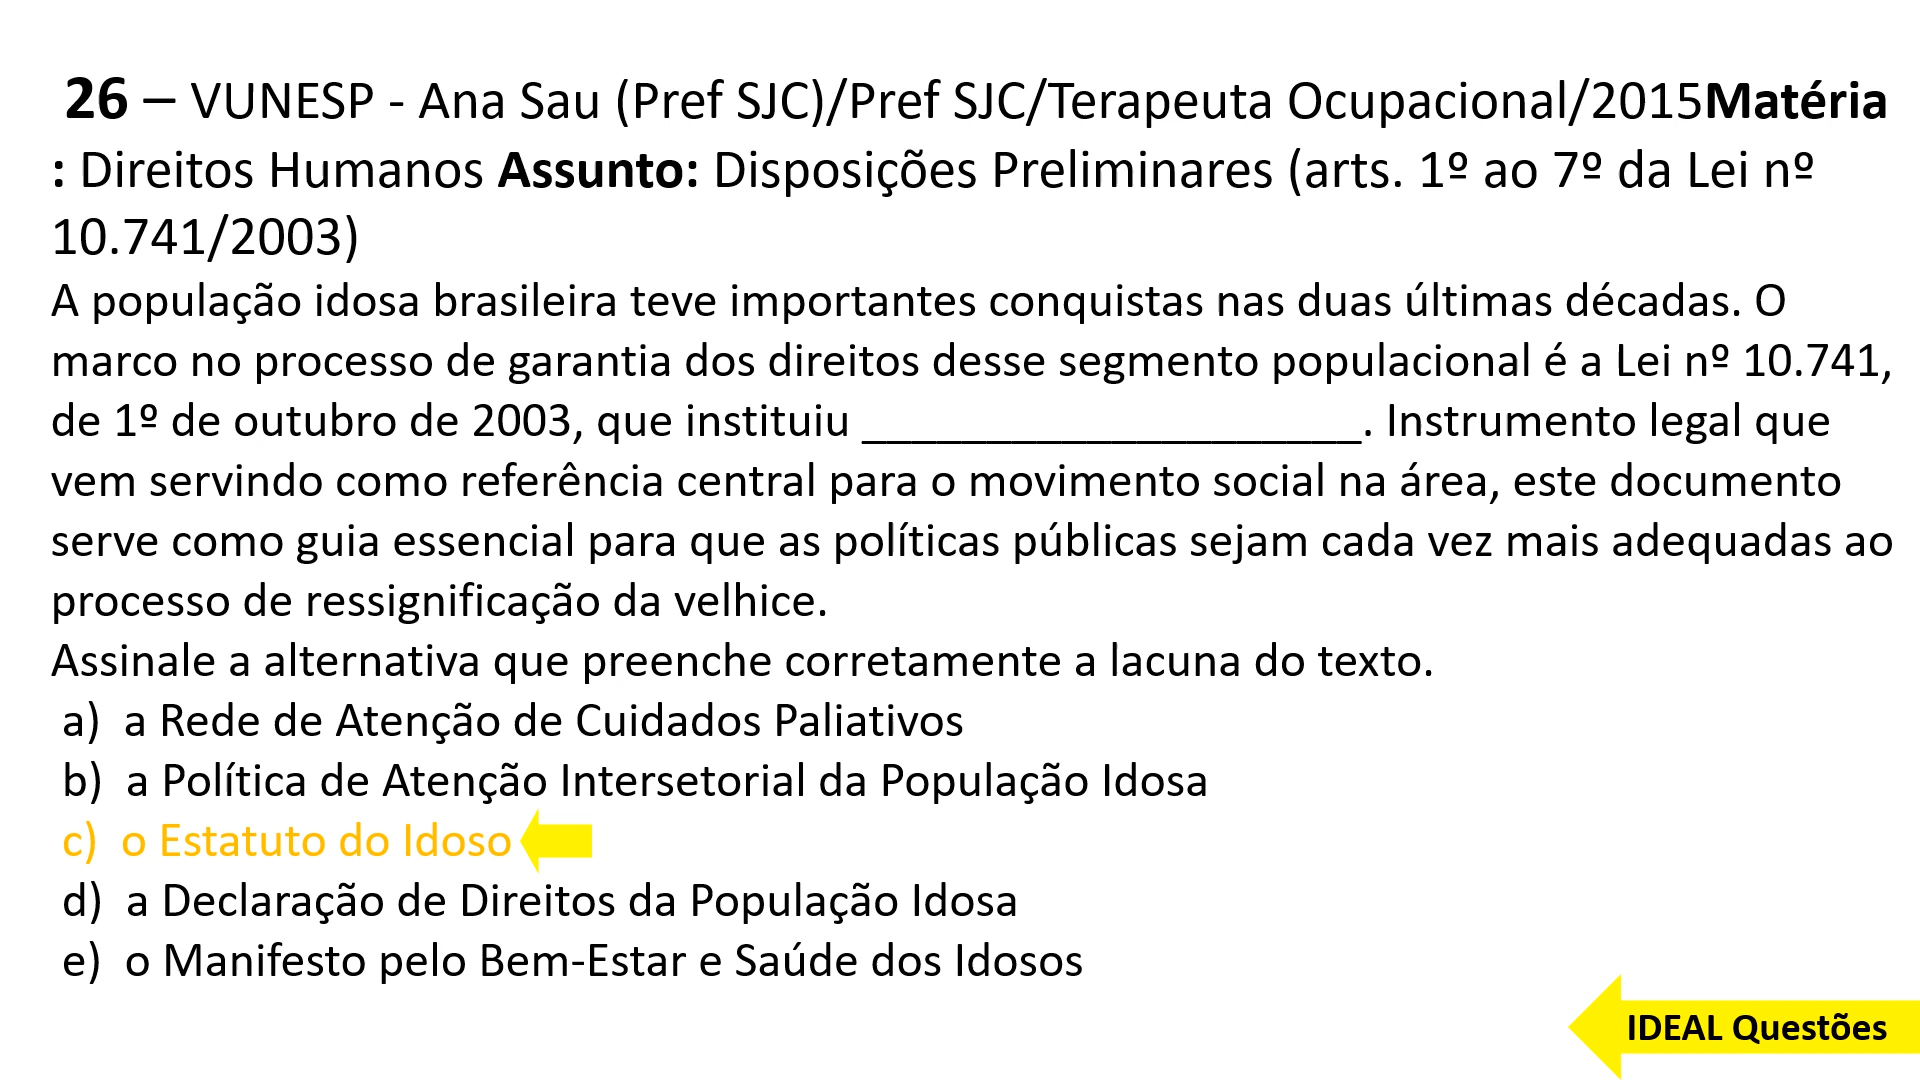 26 – VUNESP - Ana Sau (Pref SJC)/Pref SJC/Terapeuta Ocupacional/2015Matéria
: Direitos Humanos Assunto: Disposições Preliminares (arts. 1º ao 7º da Lei nº
10.741/2003)
A população idosa brasileira teve importantes conquistas nas duas últimas décadas. O
marco no processo de garantia dos direitos desse segmento populacional é a Lei nº 10.741,
de 1º de outubro de 2003, que instituiu ____________________. Instrumento legal que
vem servindo como referência central para o movimento social na área, este documento
serve como guia essencial para que as políticas públicas sejam cada vez mais adequadas ao
processo de ressignificação da velhice.
Assinale a alternativa que preenche corretamente a lacuna do texto.
a) a Rede de Atenção de Cuidados Paliativos
b) a Política de Atenção Intersetorial da População Idosa
c) o Estatuto do Idoso
d) a Declaração de Direitos da População Idosa
e) o Manifesto pelo Bem-Estar e Saúde dos Idosos
IDEAL Questões